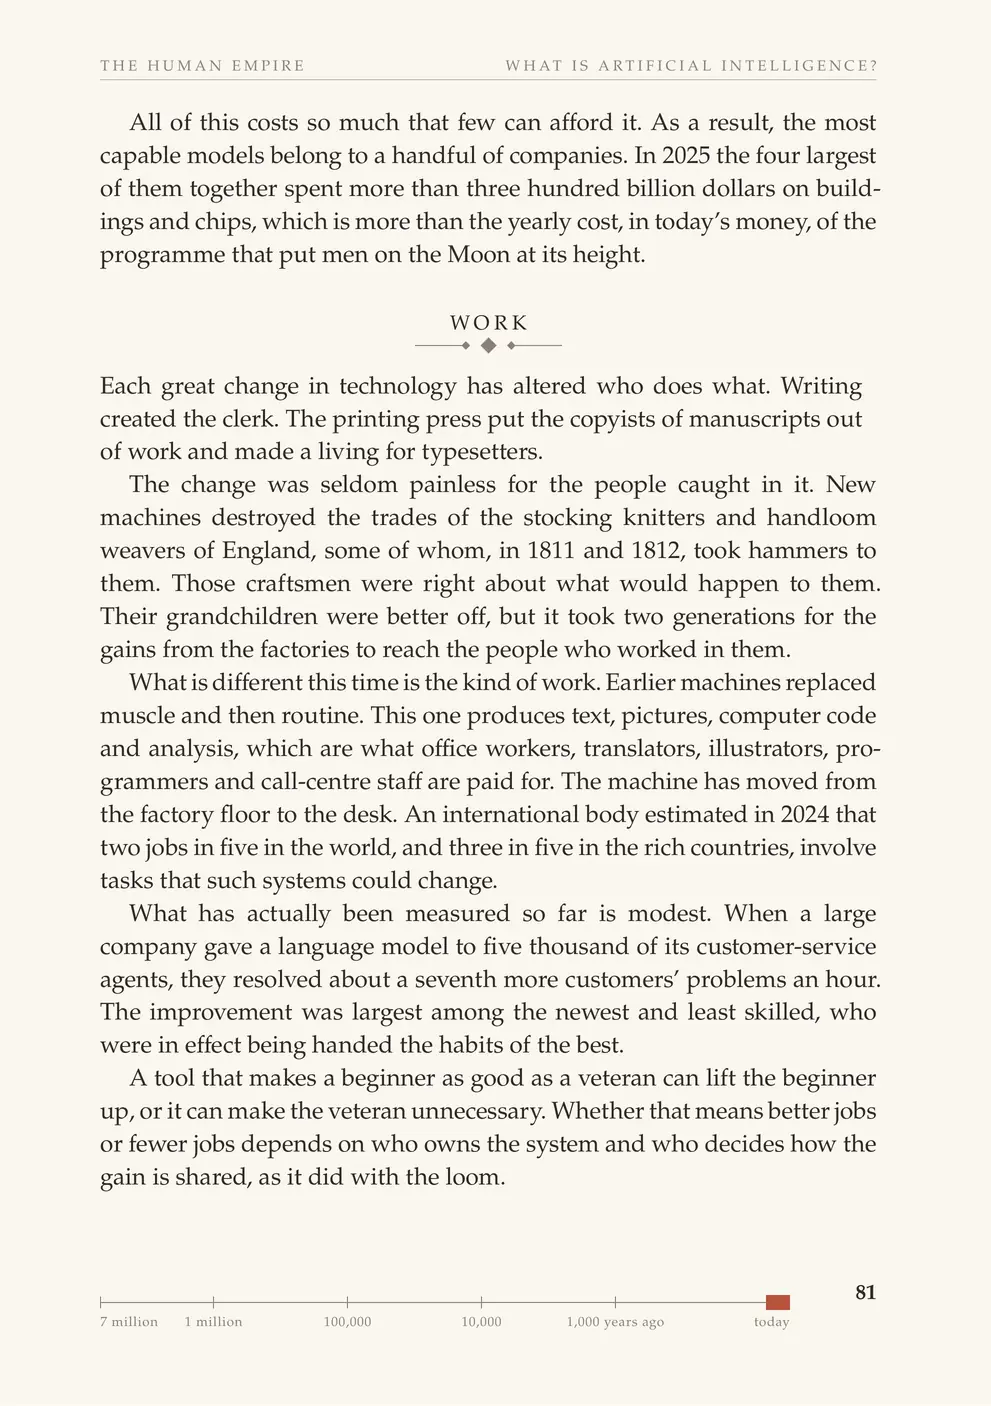 THE HUMAN EMPIRE
WHAT IS ARTIFICIAL INTELLIGENCE?
All of this costs so much that few can afford it. As a result, the most
capable models belong to a handful of companies. In 2025 the four largest
of them together spent more than three hundred billion dollars on build-
ings and chips, which is more than the yearly cost, in today’s money, of the
programme that put men on the Moon at its height.
WORK
Each great change in technology has altered who does what. Writing
created the clerk. The printing press put the copyists of manuscripts out
of work and made a living for typesetters.
The change was seldom painless for the people caught in it. New
machines destroyed the trades of the stocking knitters and handloom
weavers of England, some of whom, in 1811 and 1812, took hammers to
them. Those craftsmen were right about what would happen to them.
Their grandchildren were better off, but it took two generations for the
gains from the factories to reach the people who worked in them.
What is different this time is the kind of work. Earlier machines replaced
muscle and then routine. This one produces text, pictures, computer code
and analysis, which are what office workers, translators, illustrators, pro-
grammers and call-centre staff are paid for. The machine has moved from
the factory floor to the desk. An international body estimated in 2024 that
two jobs in five in the world, and three in five in the rich countries, involve
tasks that such systems could change.
What has actually been measured so far is modest. When a large
company gave a language model to five thousand of its customer-service
agents, they resolved about a seventh more customers’ problems an hour.
The improvement was largest among the newest and least skilled, who
were in effect being handed the habits of the best.
A tool that makes a beginner as good as a veteran can lift the beginner
up, or it can make the veteran unnecessary. Whether that means better jobs
or fewer jobs depends on who owns the system and who decides how the
gain is shared, as it did with the loom.
81
7 million
1 million
100,000
10,000
1,000 years ago
today